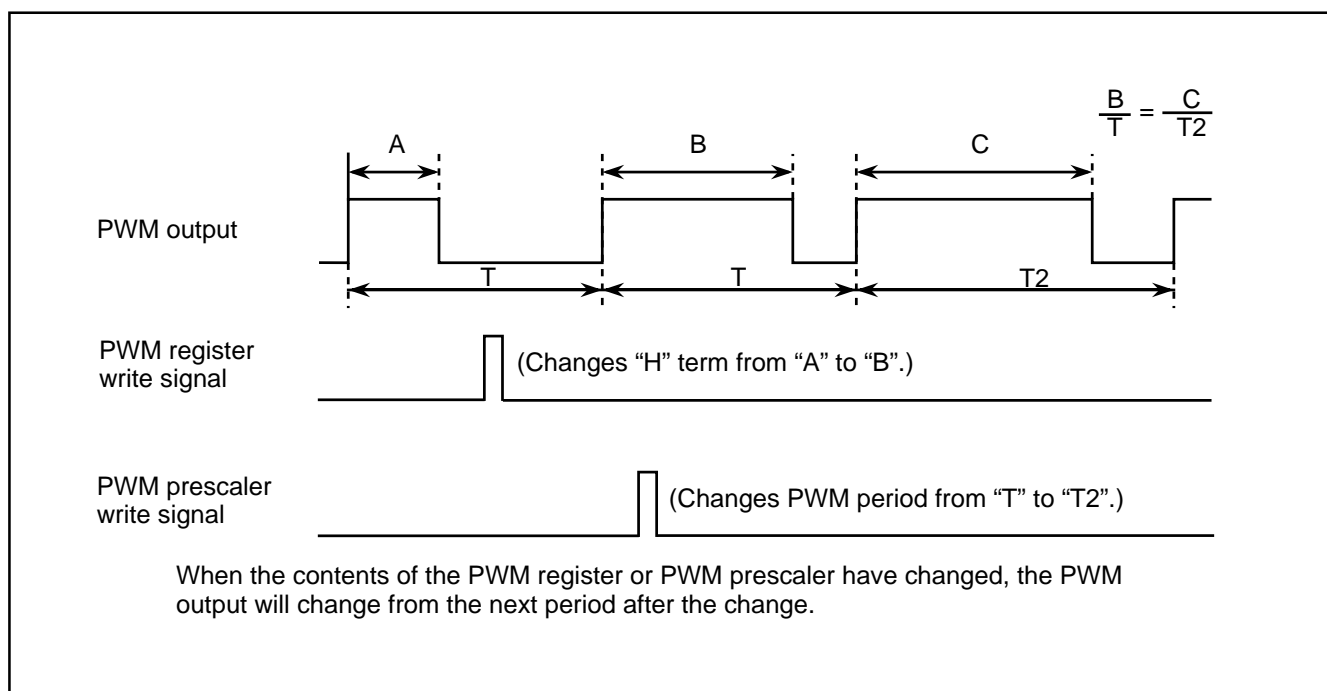 B/T = C/T2
A
B
C
PWM output
T
T
T2
PWM register
write signal
(Changes “H” term from “A” to “B”.)
PWM prescaler
write signal
(Changes PWM period from “T” to “T2”.)
When the contents of the PWM register or PWM prescaler have changed, the PWM
output will change from the next period after the change.